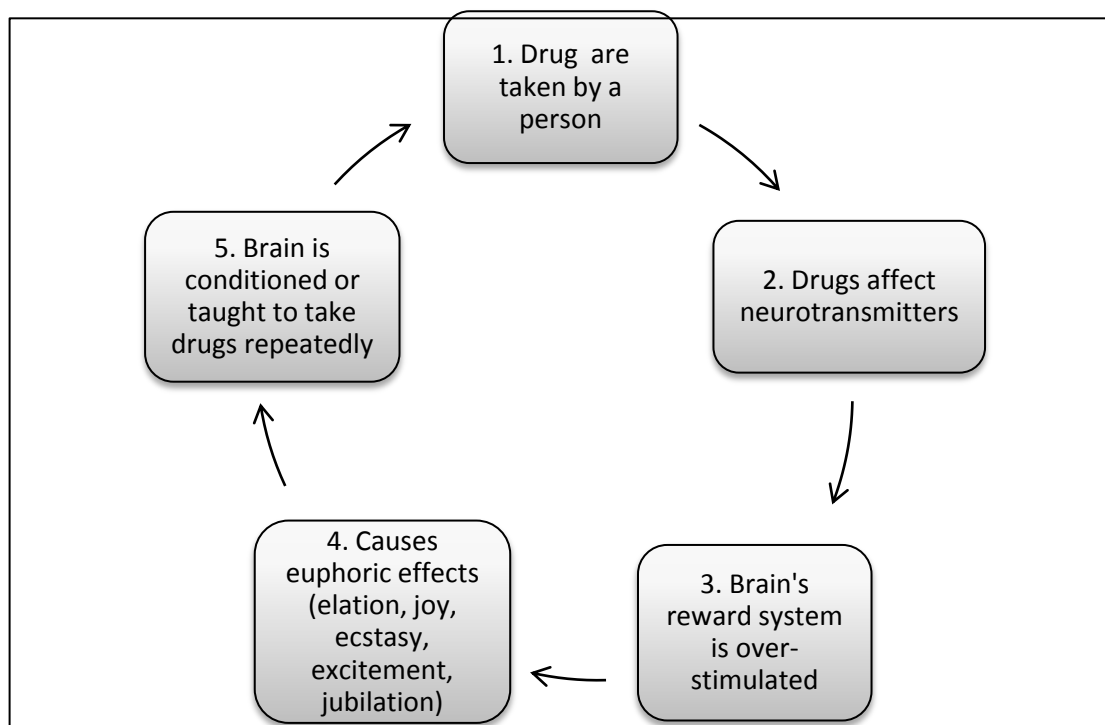 1. Drug  are
taken by a
person
2. Drugs affect
neurotransmitters
3. Brain's
reward system
is over-
stimulated
4. Causes
euphoric effects
(elation, joy,
ecstasy,
excitement,
jubilation)
5. Brain is
conditioned or
taught to take
drugs repeatedly